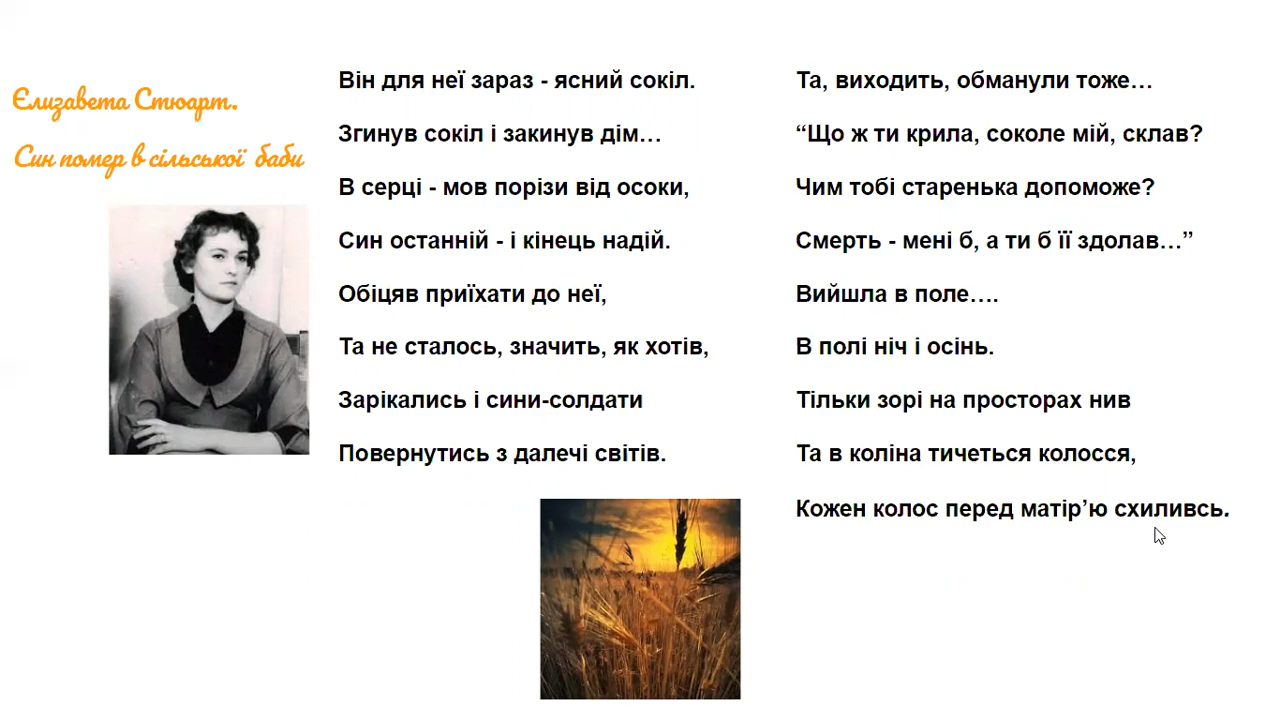 Єлизавета Стюарт.
Син помер в сільської баби
Він для неї зараз - ясний сокіл.
Згинув сокіл і закинув дім…
В серці - мов порізи від осоки,
Син останній - і кінець надій.
Обіцяв приїхати до неї,
Та не сталось, значить, як хотів,
Зарікались і сини-солдати
Повернутись з далечі світів.
Та, виходить, обманули тоже…
“Що ж ти крила, соколе мій, склав?
Чим тобі старенька допоможе?
Смерть - мені б, а ти б її здолав…”
Вийшла в поле….
В полі ніч і осінь.
Тільки зорі на просторах нив
Та в коліна тичеться колосся,
Кожен колос перед матір’ю схиливсь.